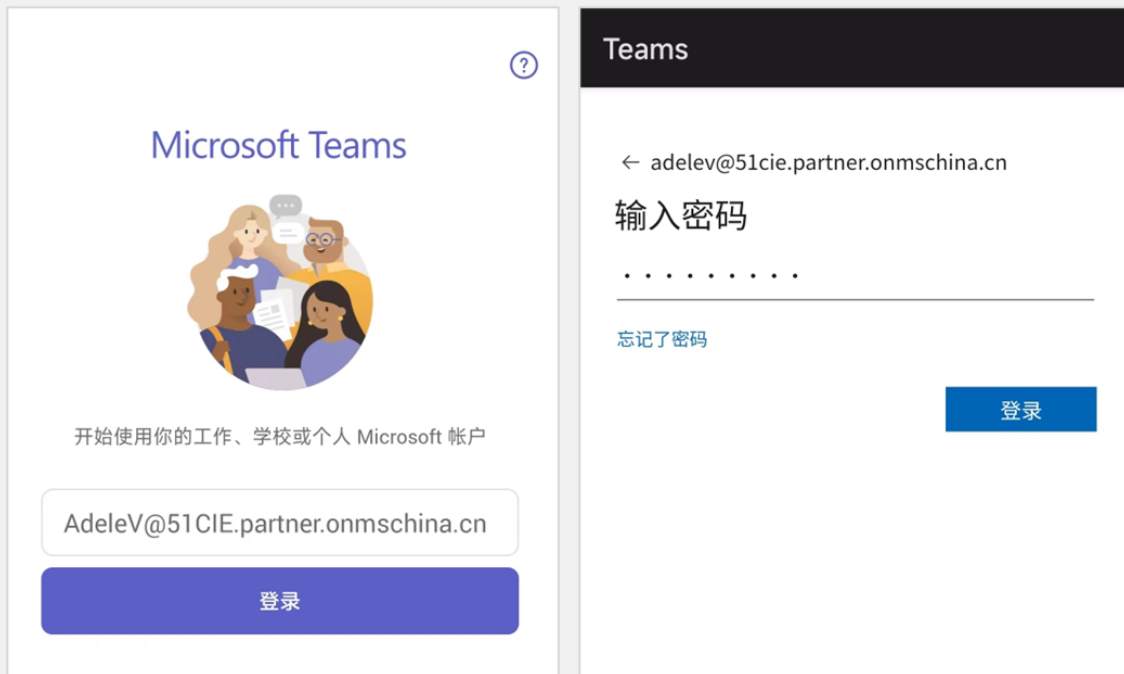 Microsoft Teams
开始使用你的工作、学校或个人 Microsoft 帐户
AdeleV@51CIE.partner.onmschina.cn
登录
Teams
← adelev@51cie.partner.onmschina.cn
输入密码
•••••••••
忘记了密码
登录